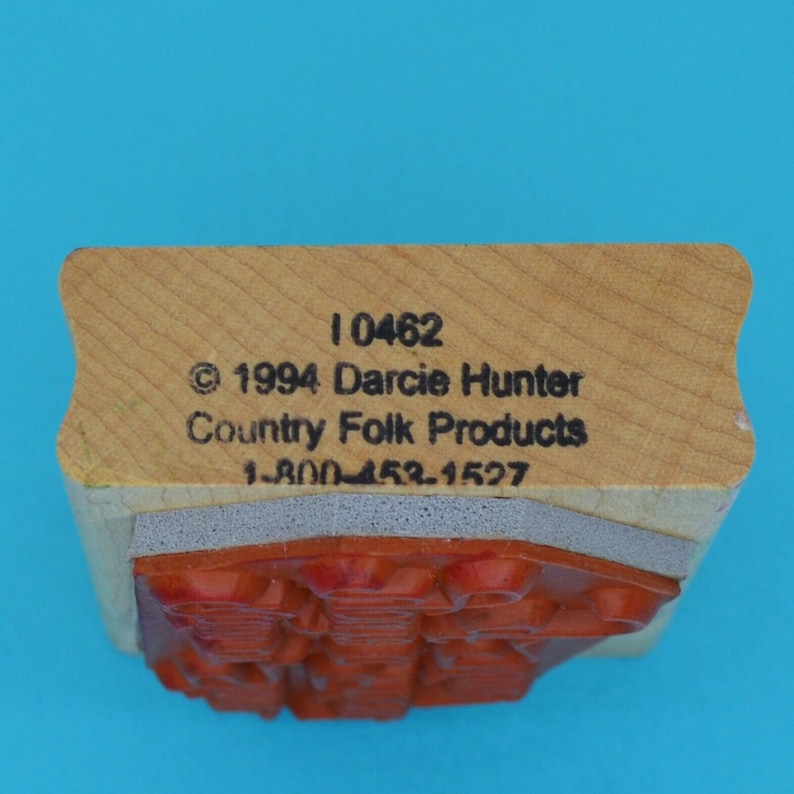 I 0462
© 1994 Darcie Hunter
Country Folk Products
1-800-453-1527